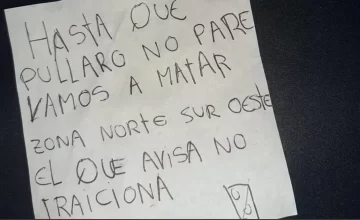 HASTA QUE
PULLARO NO PARE
VAMOS A MATAR
ZONA NORTE SUR OESTE
EL QUE AVISA NO
TRAICIONA